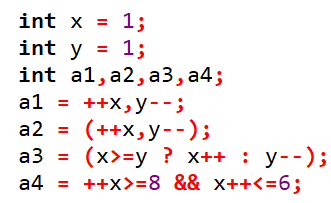 int x = 1;
int y = 1;
int a1,a2,a3,a4;
a1 = ++x,y--;
a2 = (++x,y--);
a3 = (x>=y ? x++ : y--);
a4 = ++x>=8 && x++<=6;